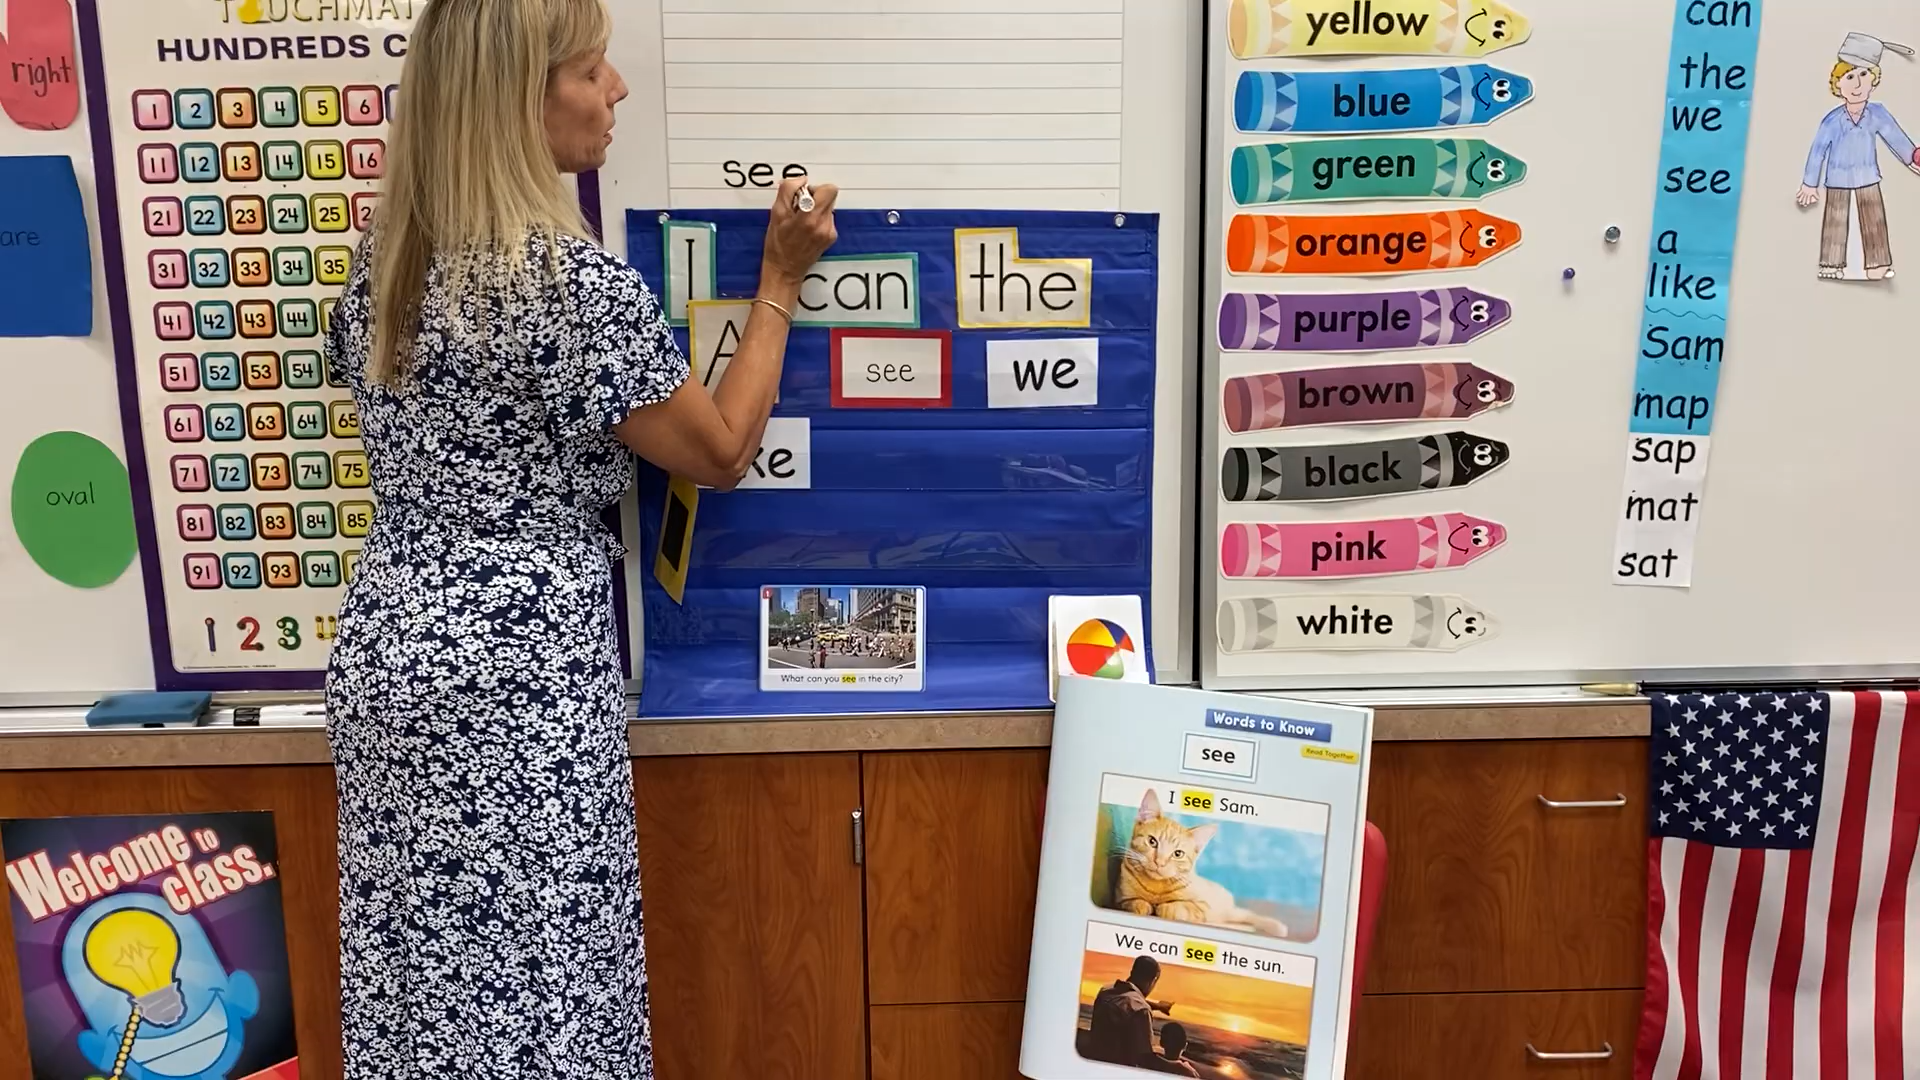 right
are
oval
TOUCHMAT
HUNDREDS C
1 2 3 4 5 6
11 12 13 14 15 16
21 22 23 24 25
31 32 33 34 35
41 42 43 44
51 52 53 54
61 62 63 64 65
71 72 73 74 75
81 82 83 84 85
91 92 93 94
1 2 3
Welcome to
class.
see
I can the
A see we
ke
1
What can you see in the city?
Words to Know
Read Together
see
I see Sam.
We can see the sun.
yellow
blue
green
orange
purple
brown
black
pink
white
can
the
we
see
a
like
Sam
map
sap
mat
sat